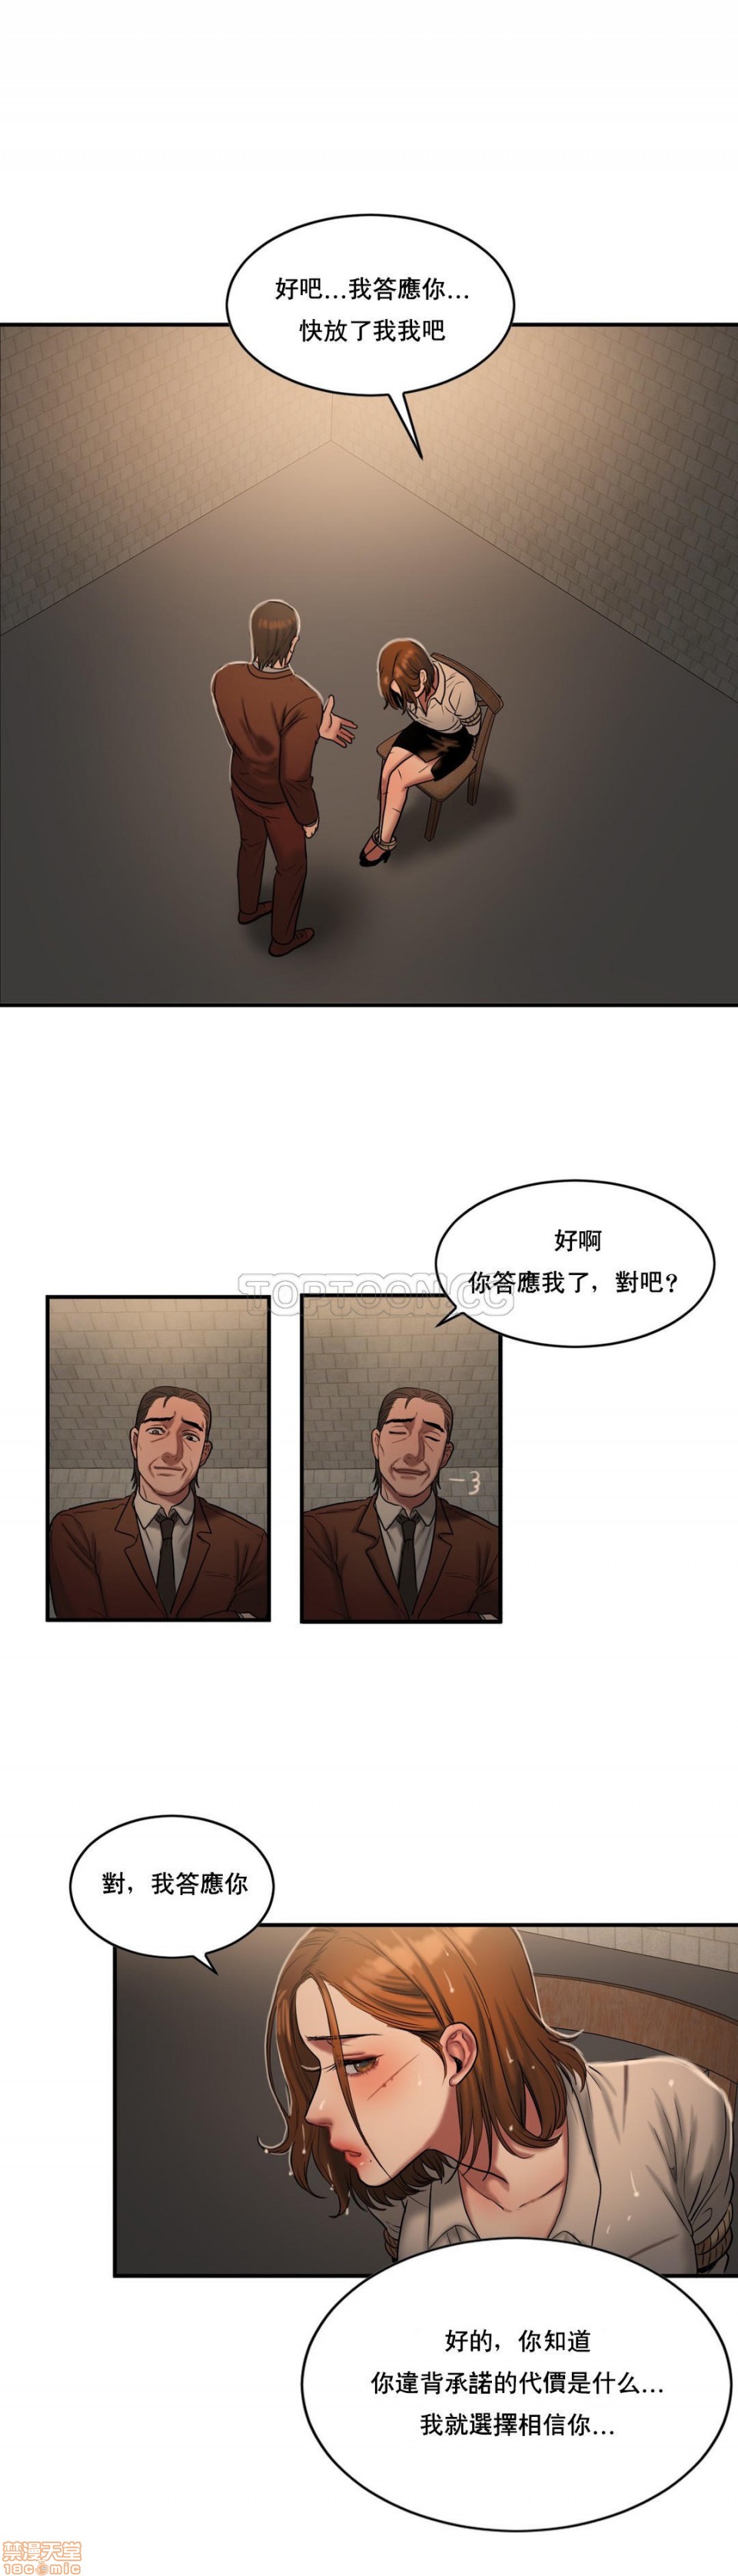 好吧...我答應你...
快放了我我吧
好啊
你答應我了，對吧?
TOPTOON.CC
對，我答應你
好的，你知道
你違背承諾的代價是什么...
我就選擇相信你...
禁漫天堂
18comic